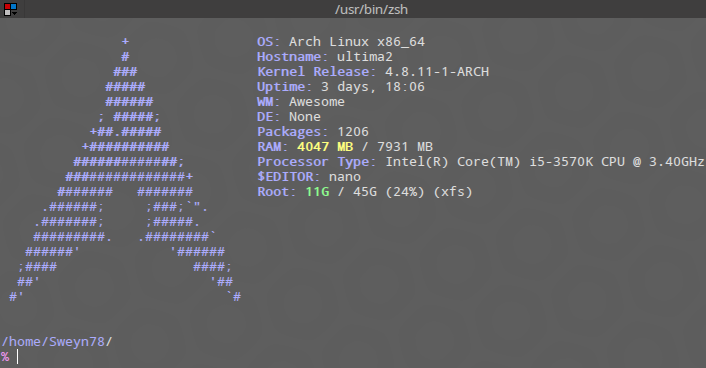 /usr/bin/zsh
OS: Arch Linux x86_64
Hostname: ultima2
Kernel Release: 4.8.11-1-ARCH
Uptime: 3 days, 18:06
WM: Awesome
DE: None
Packages: 1206
RAM: 4047 MB / 7931 MB
Processor Type: Intel(R) Core(TM) i5-3570K CPU @ 3.40GHz
$EDITOR: nano
Root: 11G / 45G (24%) (xfs)
/home/Sweyn78/
%